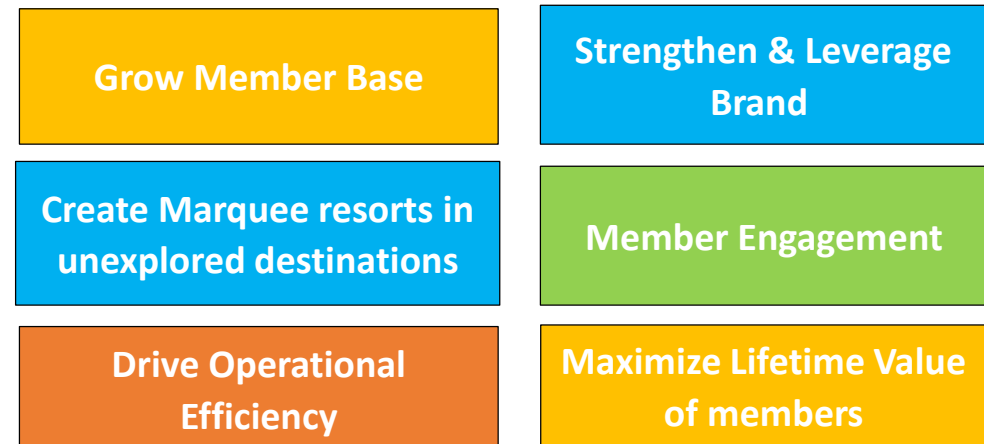 Grow Member Base
Strengthen & Leverage
Brand
Create Marquee resorts in
unexplored destinations
Member Engagement
Drive Operational
Efficiency
Maximize Lifetime Value
of members